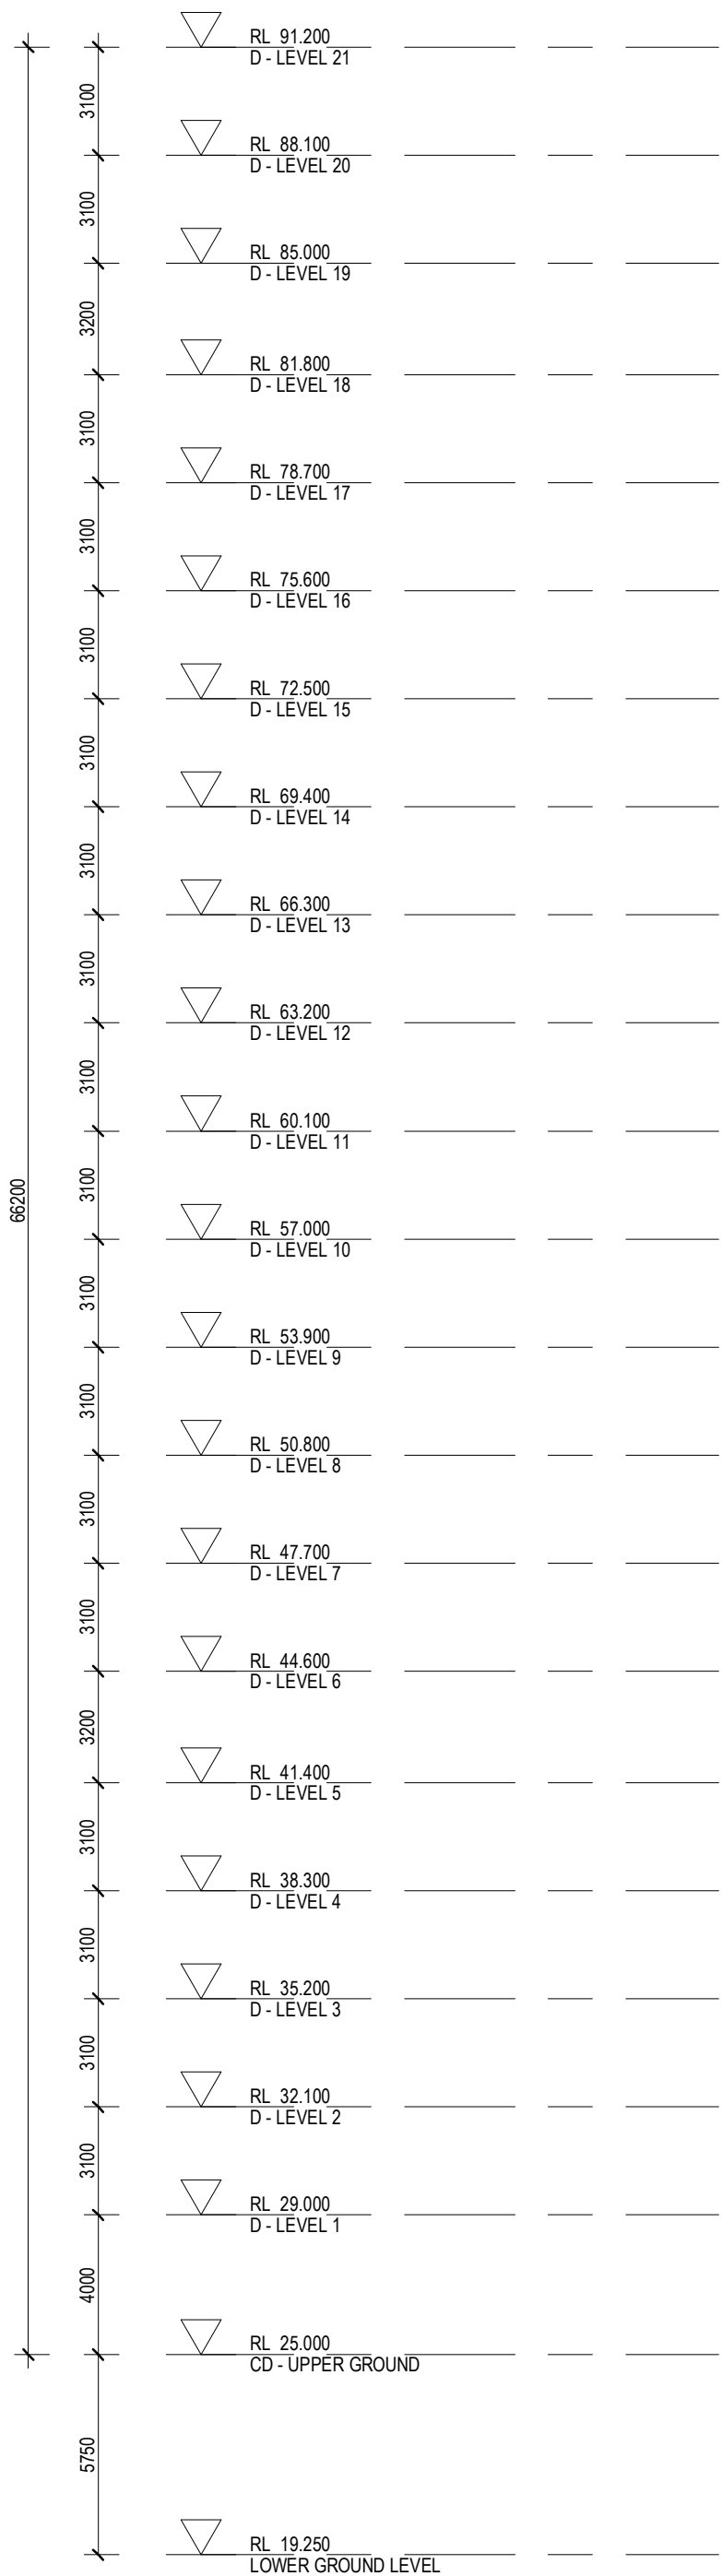 RL 91.200
D - LEVEL 21
3100
RL 88.100
D - LEVEL 20
3100
RL 85.000
D - LEVEL 19
3200
RL 81.800
D - LEVEL 18
3100
RL 78.700
D - LEVEL 17
3100
RL 75.600
D - LEVEL 16
3100
RL 72.500
D - LEVEL 15
3100
RL 69.400
D - LEVEL 14
3100
RL 66.300
D - LEVEL 13
3100
RL 63.200
D - LEVEL 12
3100
RL 60.100
D - LEVEL 11
3100
66200
RL 57.000
D - LEVEL 10
3100
RL 53.900
D - LEVEL 9
3100
RL 50.800
D - LEVEL 8
3100
RL 47.700
D - LEVEL 7
3100
RL 44.600
D - LEVEL 6
3200
RL 41.400
D - LEVEL 5
3100
RL 38.300
D - LEVEL 4
3100
RL 35.200
D - LEVEL 3
3100
RL 32.100
D - LEVEL 2
3100
RL 29.000
D - LEVEL 1
4000
RL 25.000
CD - UPPER GROUND
5750
RL 19.250
LOWER GROUND LEVEL